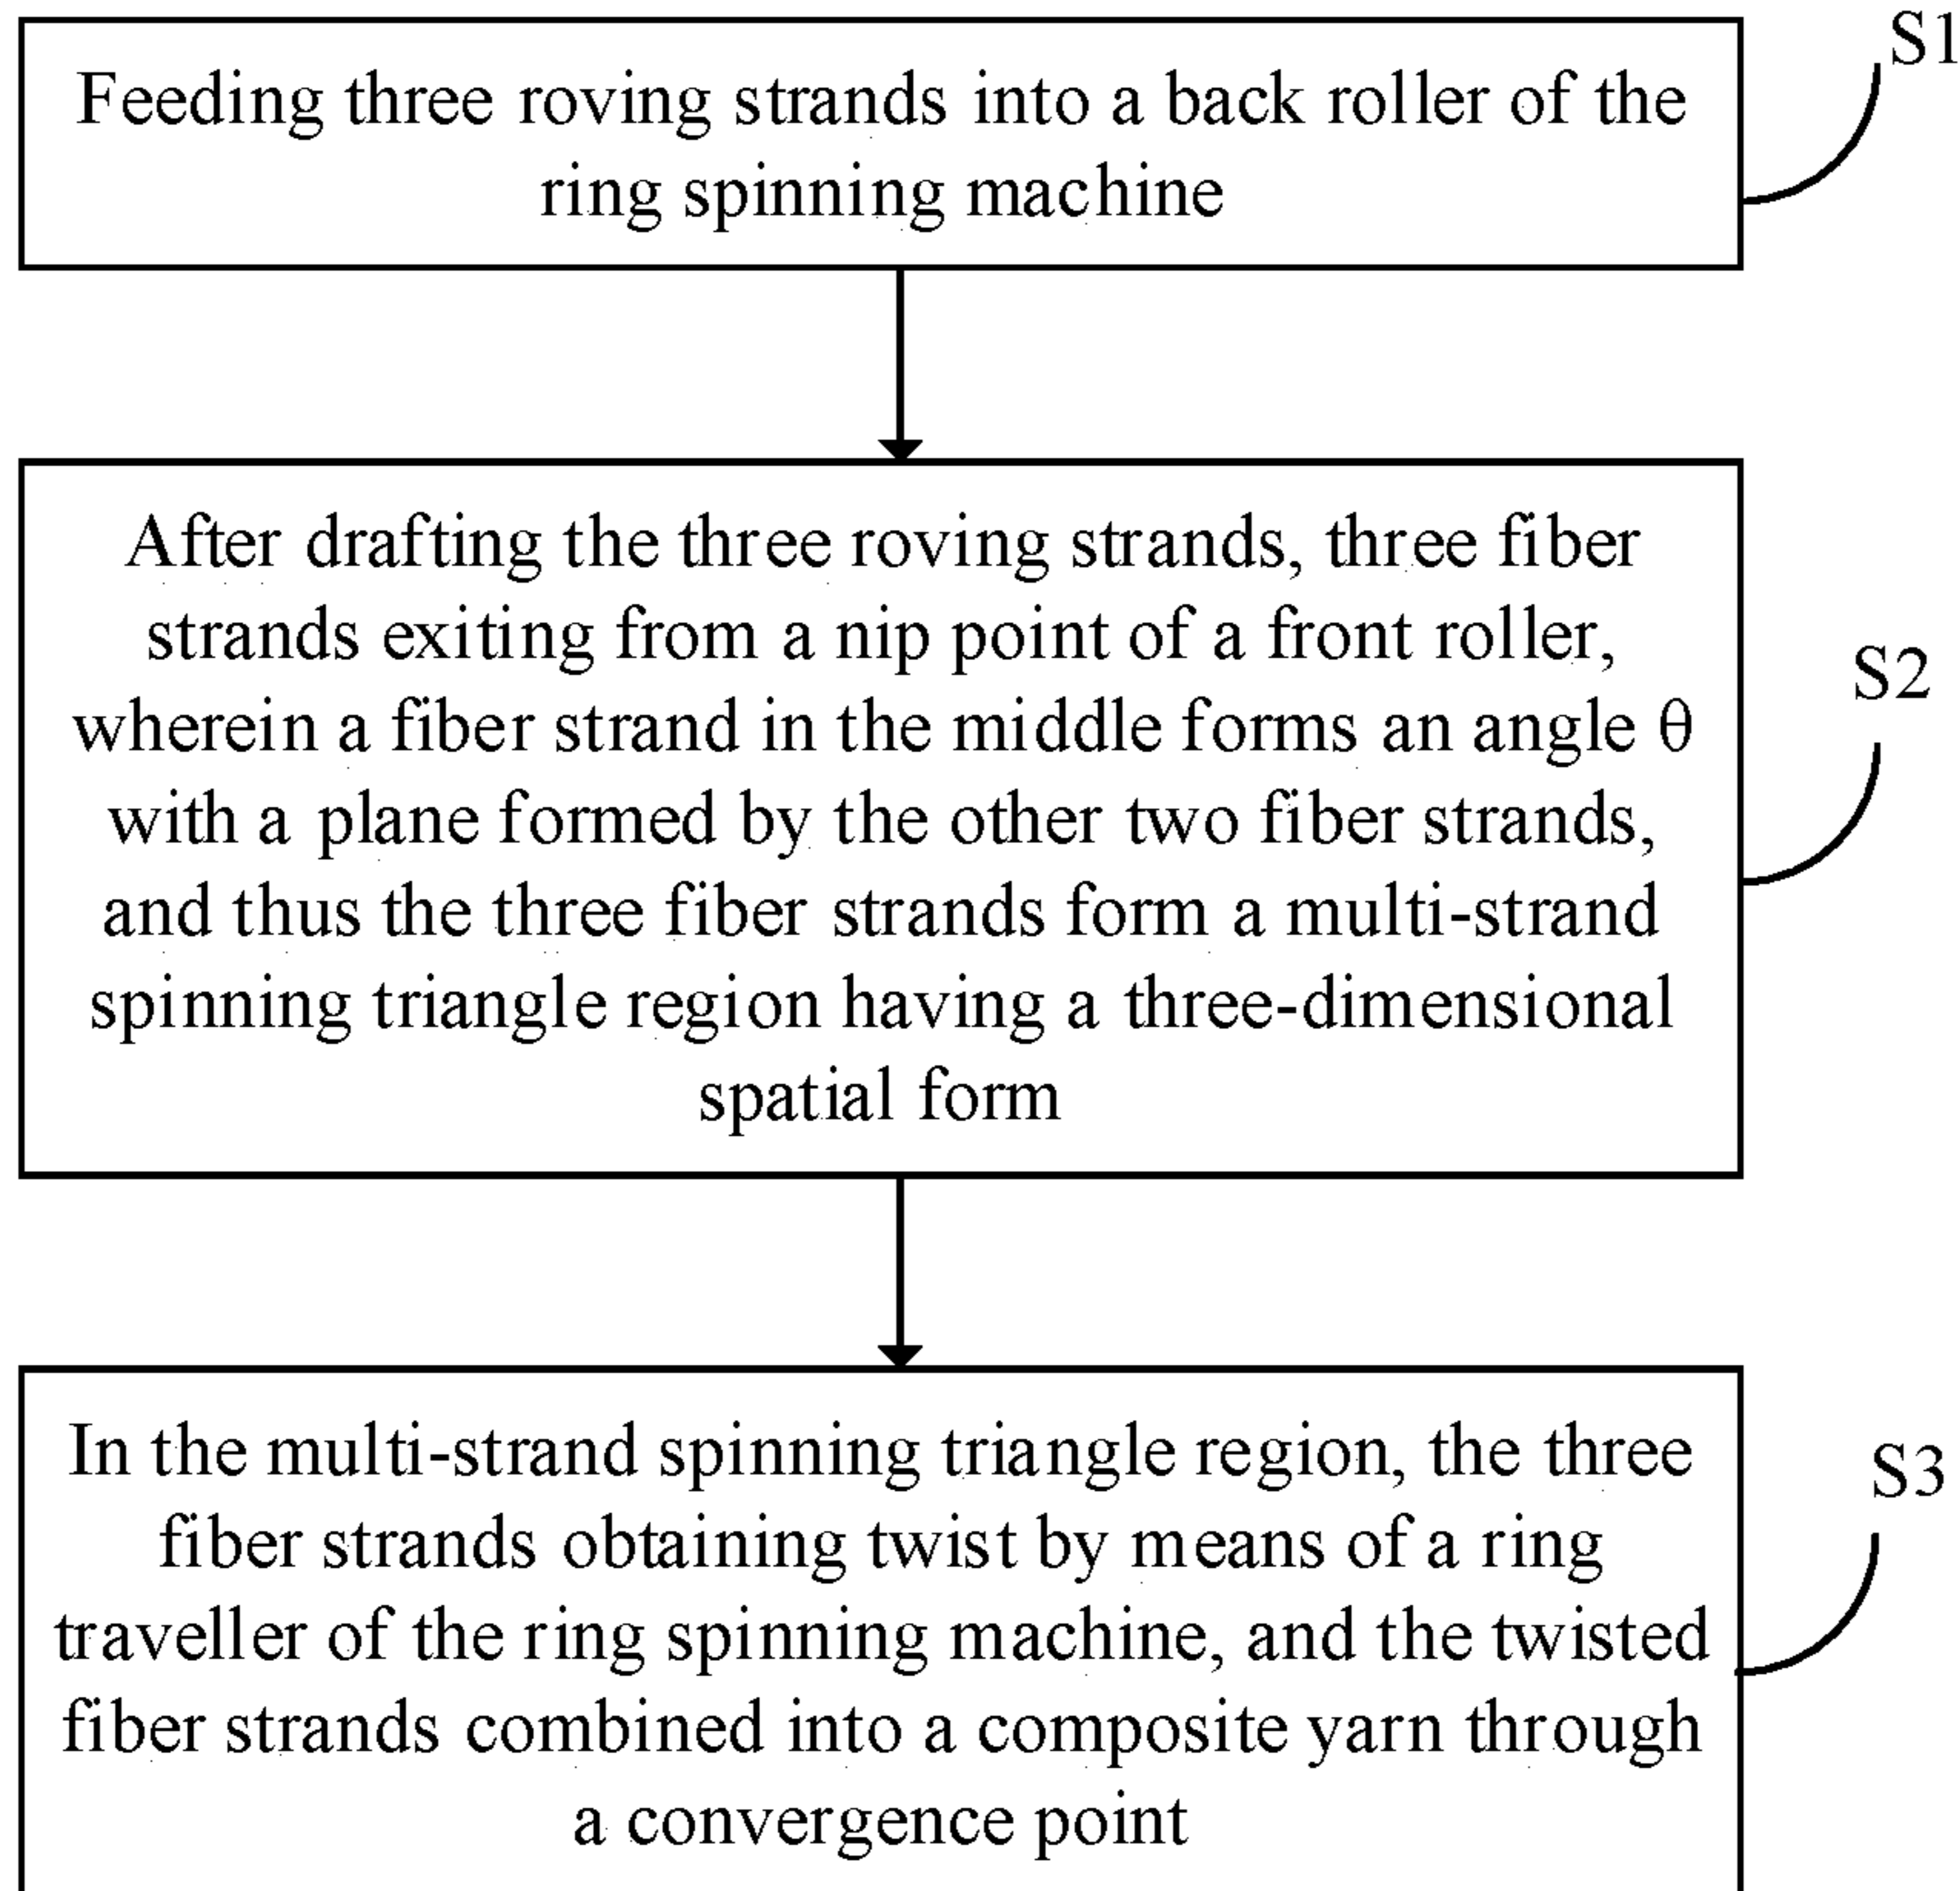 S1
Feeding three roving strands into a back roller of the
ring spinning machine
After drafting the three roving strands, three fiber
strands exiting from a nip point of a front roller,
wherein a fiber strand in the middle forms an angle θ
with a plane formed by the other two fiber strands,
and thus the three fiber strands form a multi-strand
spinning triangle region having a three-dimensional
spatial form
S2
In the multi-strand spinning triangle region, the three
fiber strands obtaining twist by means of a ring
traveller of the ring spinning machine, and the twisted
fiber strands combined into a composite yarn through
a convergence point
S3